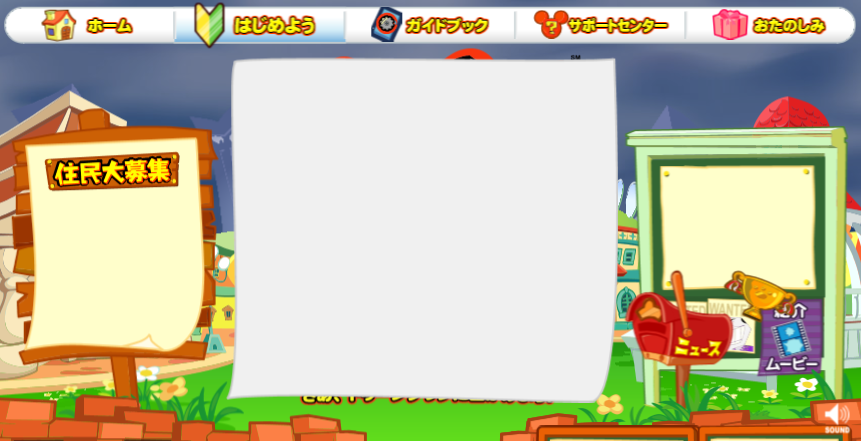 ホーム
はじめよう
ガイドブック
サポートセンター
おたのしみ
SM
住民大募集
WANTE
紹介
ムービー
ニュース
SOUND